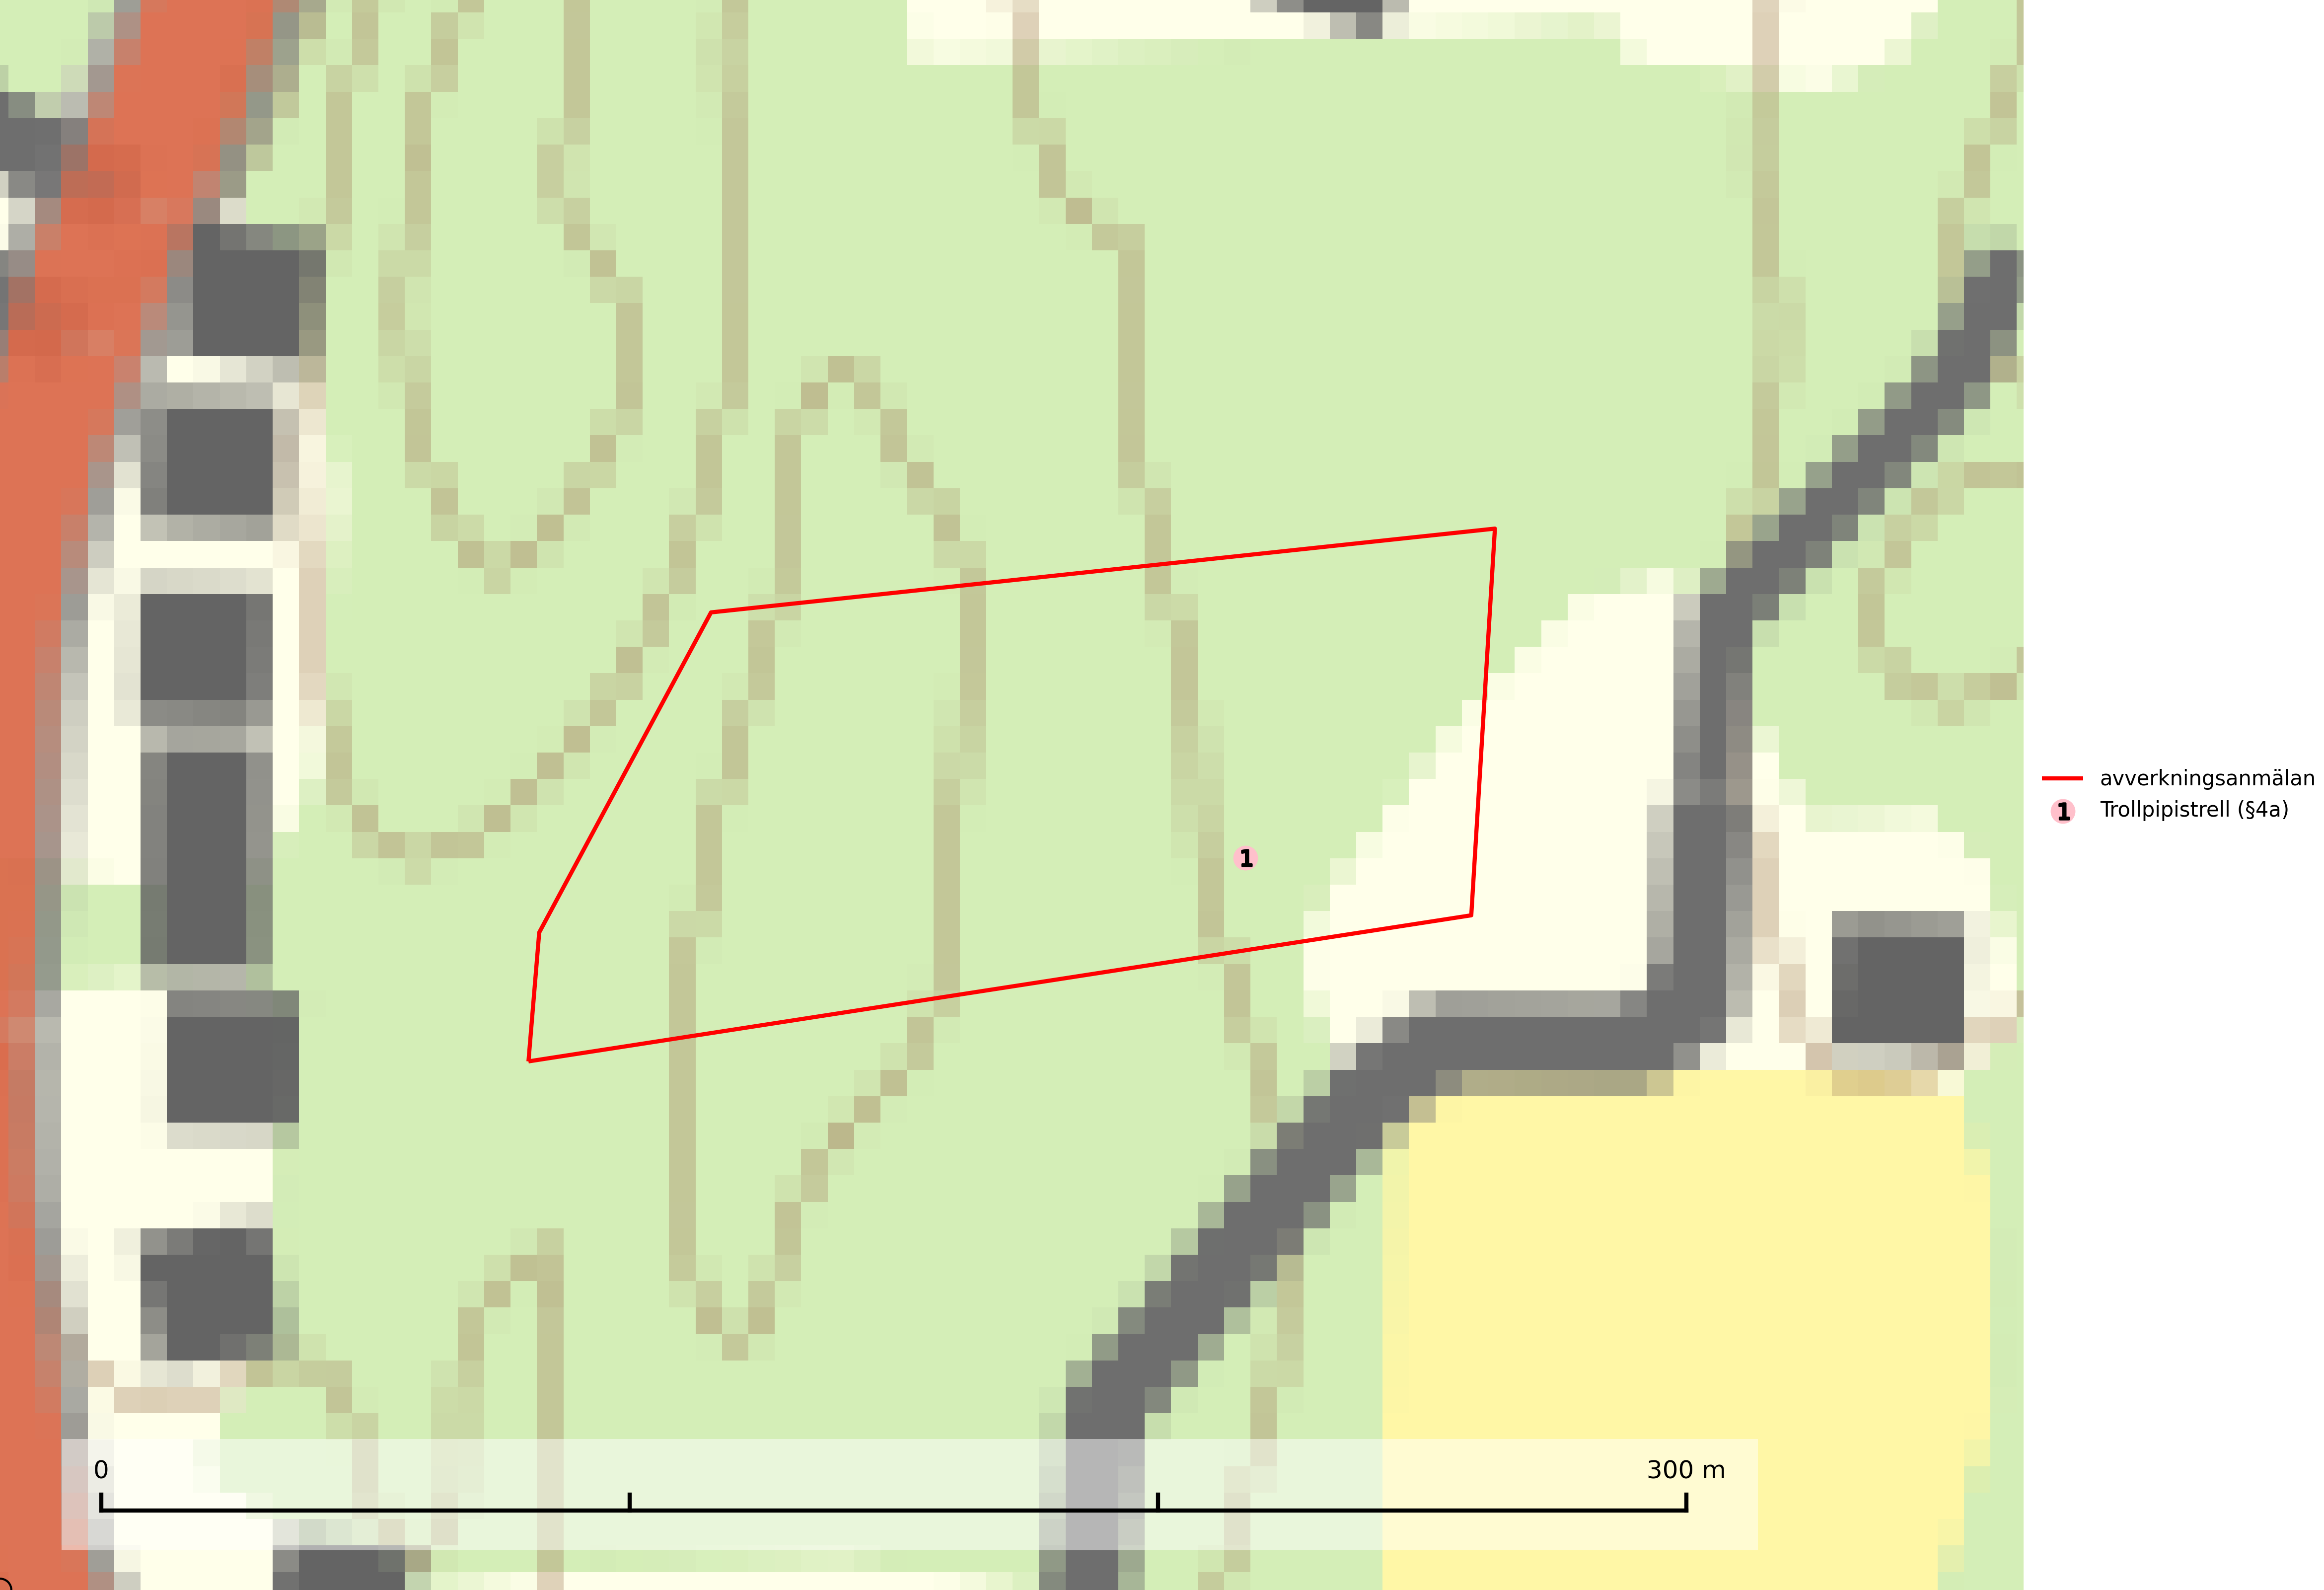 avverkningsanmälan
1 Trollpipistrell (§4a)
1
0 300 m